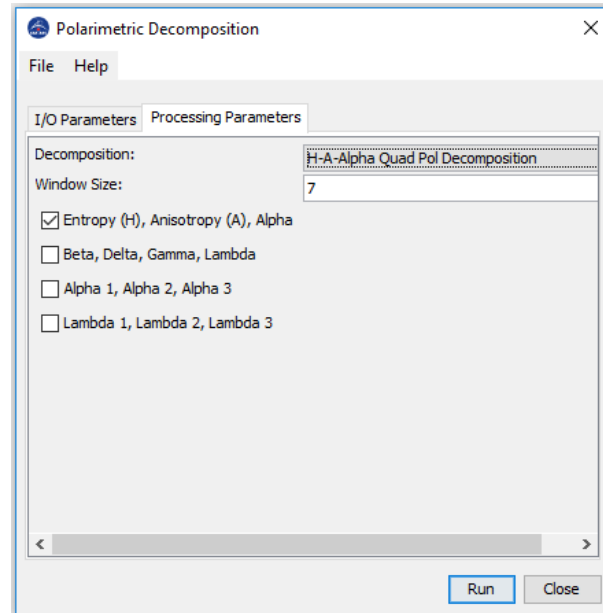 Polarimetric Decomposition
File Help
I/O Parameters Processing Parameters
Decomposition: H-A-Alpha Quad Pol Decomposition
Window Size: 7
Entropy (H), Anisotropy (A), Alpha
Beta, Delta, Gamma, Lambda
Alpha 1, Alpha 2, Alpha 3
Lambda 1, Lambda 2, Lambda 3
Run Close